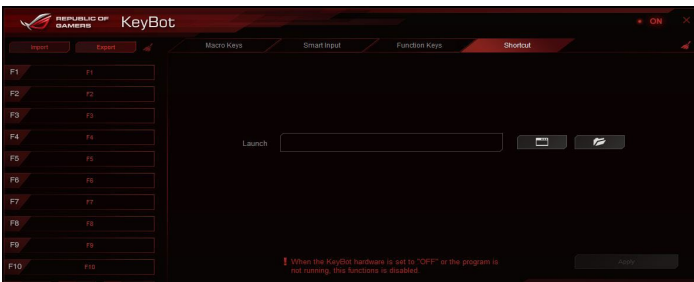 REPUBLIC OF
GAMERS
KeyBot
ON
Import
Export
Macro Keys
Smart Input
Function Keys
Shortcut
F1 F1
F2 F2
F3 F3
F4 F4
F5 F5
F6 F6
F7 F7
F8 F8
F9 F9
F10 F10
Launch
! When the KeyBot hardware is set to "OFF" or the program is
not running, this functions is disabled.
Apply